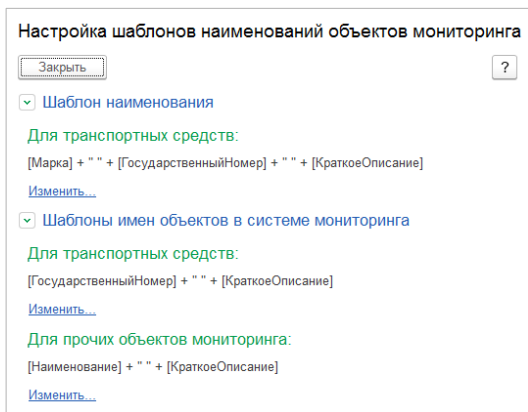 Настройка шаблонов наименований объектов мониторинга
Закрыть
?
Шаблон наименования
Для транспортных средств:
[Марка] + " " + [ГосударственныйНомер] + " " + [КраткоеОписание]
Изменить...
Шаблоны имен объектов в системе мониторинга
Для транспортных средств:
[ГосударственныйНомер] + " " + [КраткоеОписание]
Изменить...
Для прочих объектов мониторинга:
[Наименование] + " " + [КраткоеОписание]
Изменить...